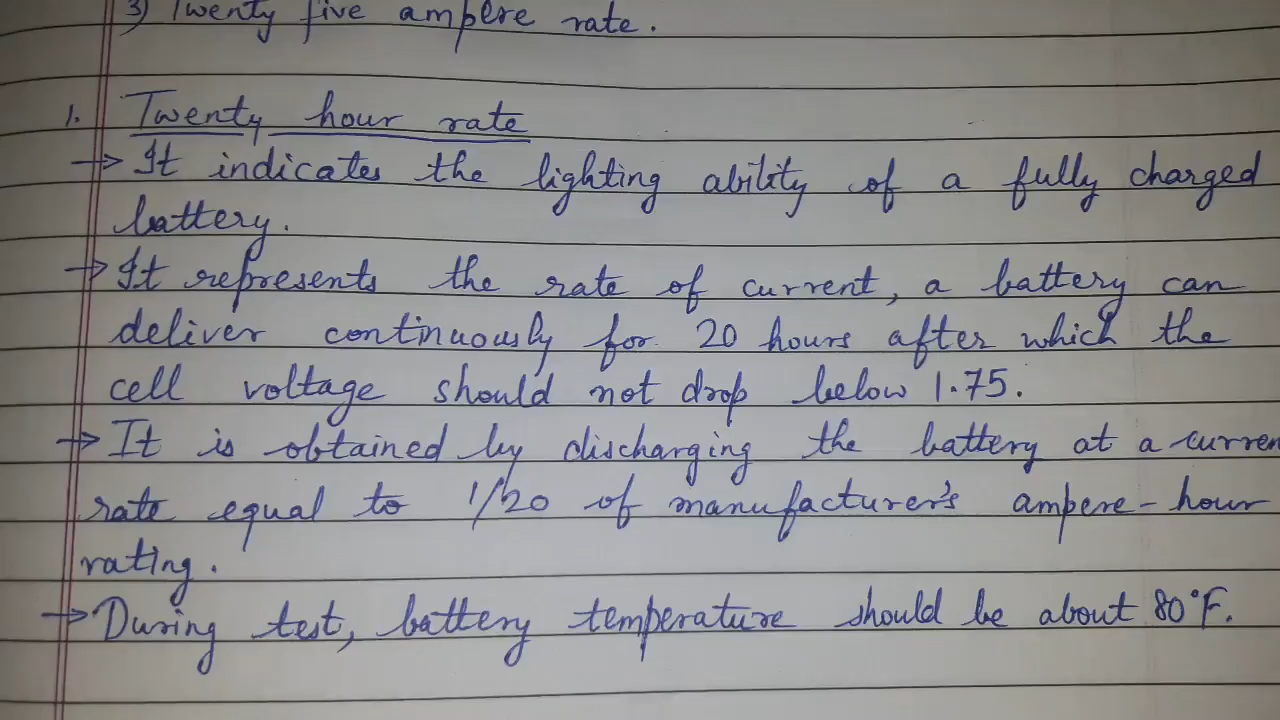 3) Twenty five ampere rate.
1. Twenty hour rate
→ It indicates the lighting ability of a fully charged
battery.
→ It represents the rate of current, a battery can
deliver continuously for 20 hours after which the
cell voltage should not drop below 1.75.
→ It is obtained by discharging the battery at a curren
rate equal to 1/20 of manufacturer's ampere-hour
rating.
→ During test, battery temperature should be about 80°F.